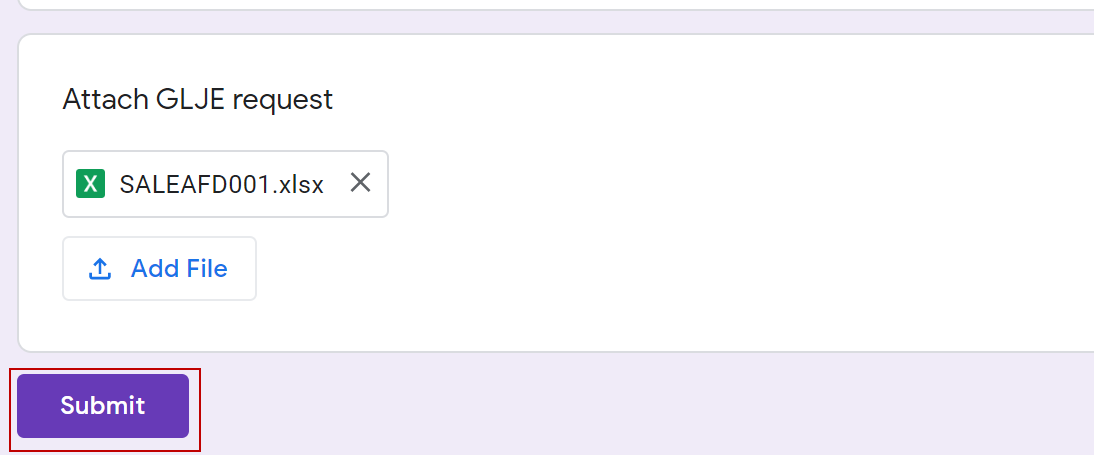 Attach GLJE request
X SALEAFD001.xlsx
Add File
Submit